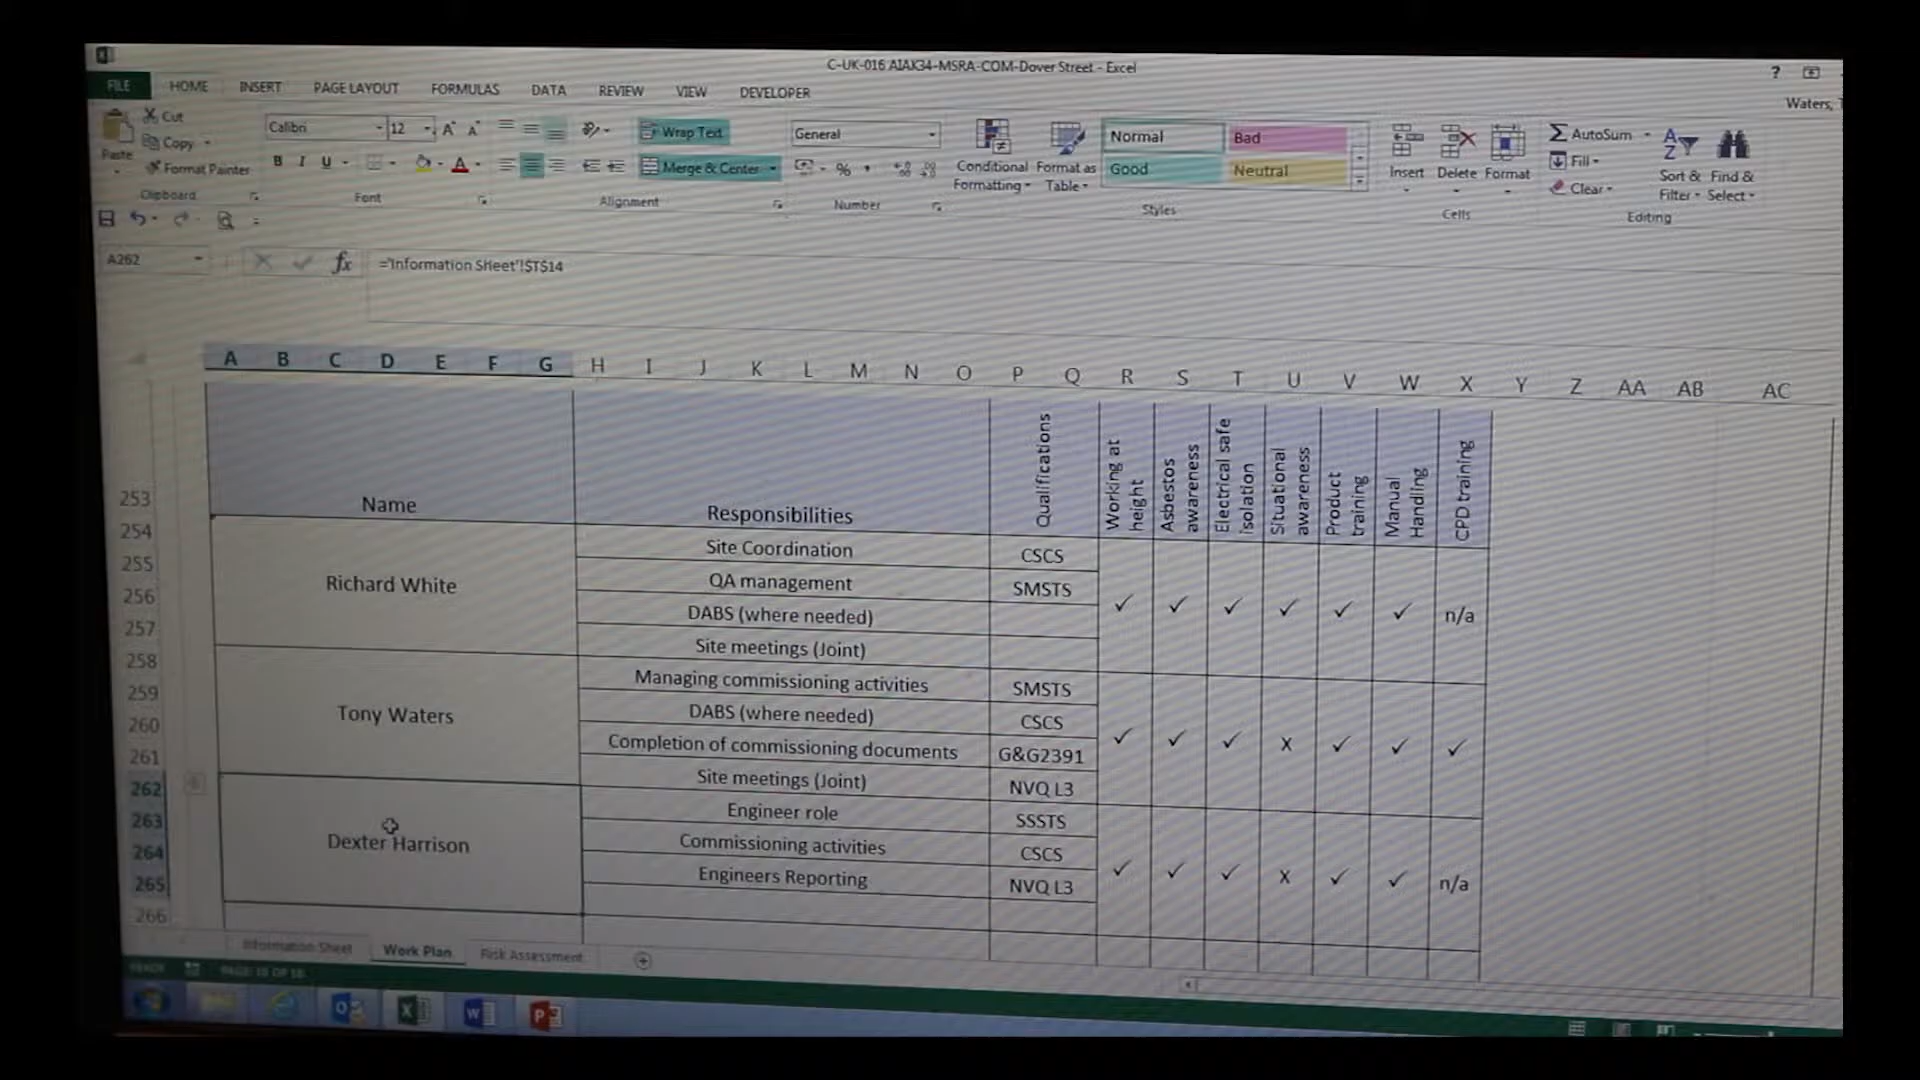 C-UK-016 AIAK34-MSRA-COM-Dover Street - Excel
?
FILE HOME INSERT PAGE LAYOUT FORMULAS DATA REVIEW VIEW DEVELOPER
Waters,
Paste
Cut
Copy
Format Painter
Clipboard
Calibri 12
B I U
Font
Wrap Text
Merge & Center
Alignment
General
%
Number
Conditional Formatting
Format as Table
Normal Bad
Good Neutral
Styles
Insert Delete Format
Cells
AutoSum
Fill
Clear
Sort & Filter
Find & Select
Editing
A262 fx ='Information Sheet'!$T$14
A B C D E F G H I J K L M N O P Q R S T U V W X Y Z AA AB AC
253 Name Responsibilities Qualifications Working at height Asbestos awareness Electrical safe isolation Situational awareness Product training Manual Handling CPD training
254
255
256
257
258
259
260
261
262
263
264
265
266
Richard White
Site Coordination CSCS
QA management SMSTS
DABS (where needed)
Site meetings (Joint)
✓ ✓ ✓ ✓ ✓ ✓ n/a
Tony Waters
Managing commissioning activities SMSTS
DABS (where needed) CSCS
Completion of commissioning documents G&G2391
Site meetings (Joint) NVQ L3
✓ ✓ ✓ X ✓ ✓ ✓
Dexter Harrison
Engineer role SSSTS
Commissioning activities CSCS
Engineers Reporting NVQ L3
✓ ✓ ✓ X ✓ ✓ n/a
Information Sheet Work Plan Risk Assessment
READY